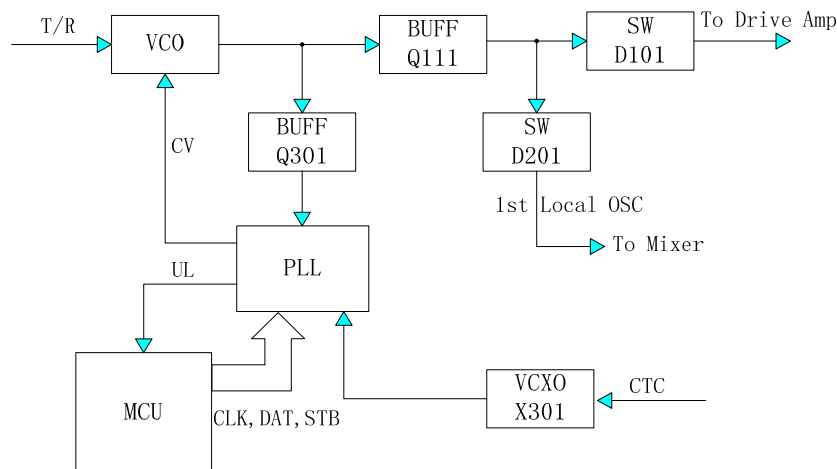 T/R
VCO
BUFF
Q111
SW
D101
To Drive Amp
BUFF
Q301
SW
D201
CV
1st Local OSC
To Mixer
PLL
UL
MCU
CLK, DAT, STB
VCXO
X301
CTC